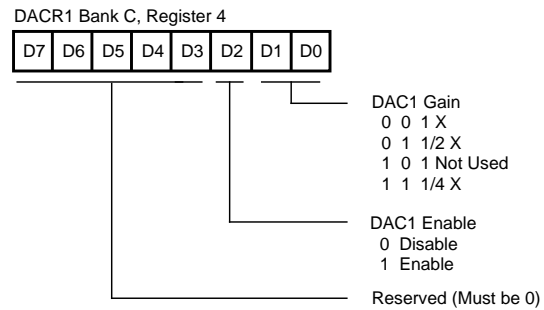 DACR1 Bank C, Register 4
D7 D6 D5 D4 D3 D2 D1 D0
DAC1 Gain
0 0 1 X
0 1 1/2 X
1 0 1 Not Used
1 1 1/4 X
DAC1 Enable
0 Disable
1 Enable
Reserved (Must be 0)